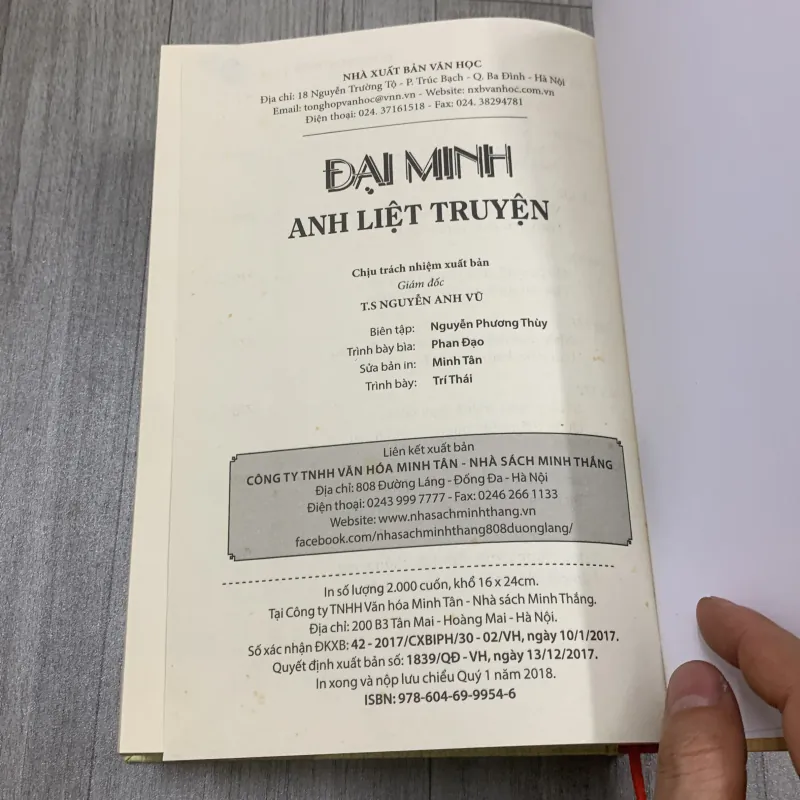 NHÀ XUẤT BẢN VĂN HỌC
Địa chỉ: 18 Nguyễn Trường Tộ - P. Trúc Bạch - Q. Ba Đình - Hà Nội
Email: tonghopvanhoc@vnn.vn - Website: nxbvanhoc.com.vn
Điện thoại: 024. 37161518 - Fax: 024. 38294781
ĐẠI MINH
ANH LIỆT TRUYỆN
Chịu trách nhiệm xuất bản
Giám đốc
T.S NGUYỄN ANH VŨ
Biên tập: Nguyễn Phương Thùy
Trình bày bìa: Phan Đạo
Sửa bản in: Minh Tân
Trình bày: Trí Thái
Liên kết xuất bản
CÔNG TY TNHH VĂN HÓA MINH TÂN - NHÀ SÁCH MINH THẮNG
Địa chỉ: 808 Đường Láng - Đống Đa - Hà Nội
Điện thoại: 0243 999 7777 - Fax: 0246 266 1133
Website: www.nhasachminhthang.vn
facebook.com/nhasachminhthang808duonglang/
In số lượng 2.000 cuốn, khổ 16 x 24cm.
Tại Công ty TNHH Văn hóa Minh Tân - Nhà sách Minh Thắng.
Địa chỉ: 200 B3 Tân Mai - Hoàng Mai - Hà Nội.
Số xác nhận ĐKXB: 42 - 2017/CXBIPH/30 - 02/VH, ngày 10/1/2017.
Quyết định xuất bản số: 1839/QĐ - VH, ngày 13/12/2017.
In xong và nộp lưu chiểu Quý 1 năm 2018.
ISBN: 978-604-69-9954-6